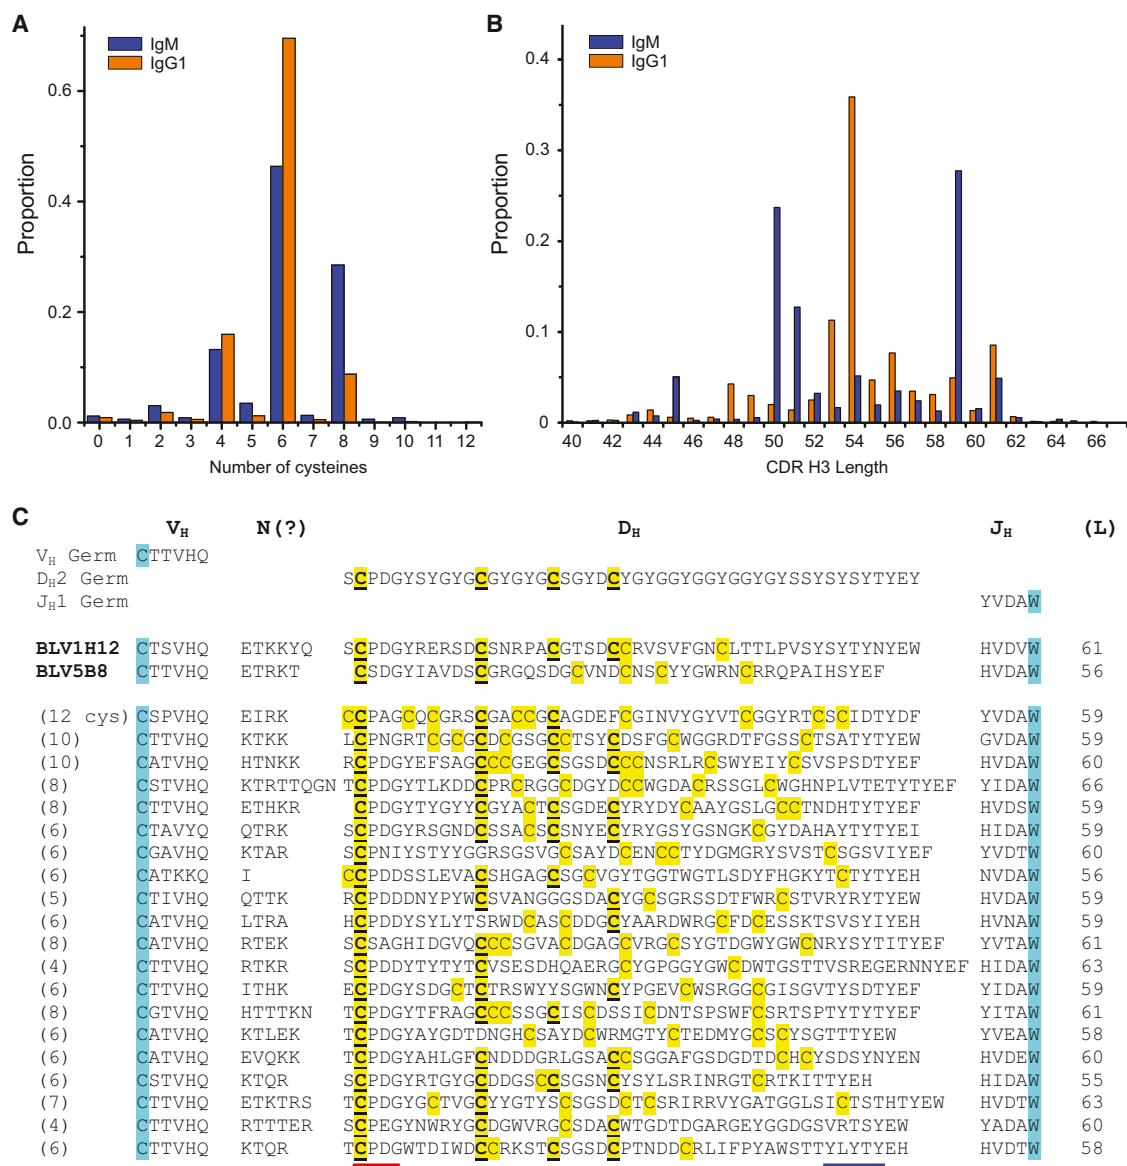 A
IgM
IgG1
Proportion
0.6
0.4
0.2
0.0
0 1 2 3 4 5 6 7 8 9 10 11 12
Number of cysteines
B
IgM
IgG1
Proportion
0.4
0.3
0.2
0.1
0
40 42 44 46 48 50 52 54 56 58 60 62 64 66
CDR H3 Length
C
VH N(?) DH JH (L)
VH Germ CTTVHQ
DH2 Germ SCPDGYSYGYGCGYGYGCSGYDCYGYGGYGGYGGYGYSSYSYSYTYEY
JH1 Germ YVDAW
BLV1H12 CTSVHQ ETKKYQ SCPDGYRERSDCSNRPACGTSDCCRVSVFGNCLTTLPVSYSYTYNYEW HVDVW 61
BLV5B8 CTTVHQ ETRKT CSDGYIAVDSCGRGQSDGCVNDCNSCYYGWRNCRRQPAIHSYEF HVDAW 56
(12 cys) CSPVHQ EIRK CCPAGCQCGRSCGACCGCAGDEFCGINVYGYVTCGGYRTCSCIDTYDF YVDAW 59
(10) CTTVHQ KTKK LCPNGRTCGCGCDCGSGCCTSYCDSFGCWGGRDTFGSSCTSATYTYEW GVDAW 59
(10) CATVHQ HTNKK RCPDGYEFSAGCCCGEGCSGSDCCCNSRLRCSWYEIYCSVSPSDTYEF HVDAW 60
(8) CSTVHQ KTRTTQGN TCPDGYTLKDDCPRCRGGCDGYDCCWGDACRSSGLCWGHNPLVTETYTYEF YIDAW 66
(8) CTTVHQ ETHKR CPDGYTYGYYCGYACTCSGDECYRYDYCAAYGSLGCCTNDHTYTYEF HVDSW 59
(6) CTAVYQ QTRK SCPDGYRSGNDCSSACSCSNYECYRYGSYGSNGKCGYDAHAYTYTYEI HIDAW 59
(6) CGAVHQ KTAR SCPNIYSTYYGGRSGSVGCSAYDCENCCTYDGMGRYSVSTCSGSVIYEF YVDTW 60
(6) CATKKQ I CCPDDSSLEVACSHGAGCSGCVGYTGGTWGTLSDYFHGKYTCTYTYEH NVDAW 56
(5) CTIVHQ QTTK RCPDDDNYPYWCSVANGGGSDACYGCSGRSSDTFWRCSTVRYRYTYEW HVDAW 59
(6) CATVHQ LTRA HCPDDYSYLYTSRWDCASCDDGCYAARDWRGCFDCESSKTSVSYIYEH HVNAW 59
(8) CATVHQ RTEK SCSAGHIDGVQCCCSGVACDGAGCVRGCSYGTDGWYGWCNRYSYTITYEF YVTAW 61
(4) CTTVHQ RTKR SCPDDYTYTYTCVSESDHQAERGCYGPGGYGWCDWTGSTTVSREGERNNYEF HIDAW 63
(6) CTTVHQ ITHK ECPDGYSDGCTCTRSWYYSGWNCYPGEVCWSRGGCGISGVTYSDTYEF YIDAW 59
(8) CGTVHQ HTTTKN TCPDGYTFRAGCCCSSGCISCDSSICDNTSPSWFCSRTSPTYTYTYEF YITAW 61
(6) CATVHQ KTLEK TCPDGYAYGDTDNGHCSAYDCWRMGTYCTEDMYGCSCYSGTTTYEW YVEAW 58
(6) CATVHQ EVQKK TCPDGYAHLGFCNDDDGRLGSACCSGGAFGSDGDTDCHCYSDSYNYEN HVDEW 60
(6) CSTVHQ KTQR SCPDGYRTGYGCDDGSCCSGSNCYSYLSRINRGTCRTKITTYEH HIDAW 55
(7) CTTVHQ ETKTRS TCPDGYGCTVGCYYGTYSCSGSDCTCSRIRRVYGATGGLSICTSTHTYEW HVDTW 63
(4) CTTVHQ RTTTER SCPEGYNWRYGCDGWVRGCSDACWTGDTDGARGEYGGDGSVRTSYEW YADAW 60
(6) CTTVHQ KTQR TCPDGWTDIWDCCRKSTCSGSDCPTNDDCRLIFPYAWSTTYLYTYEH HVDTW 58